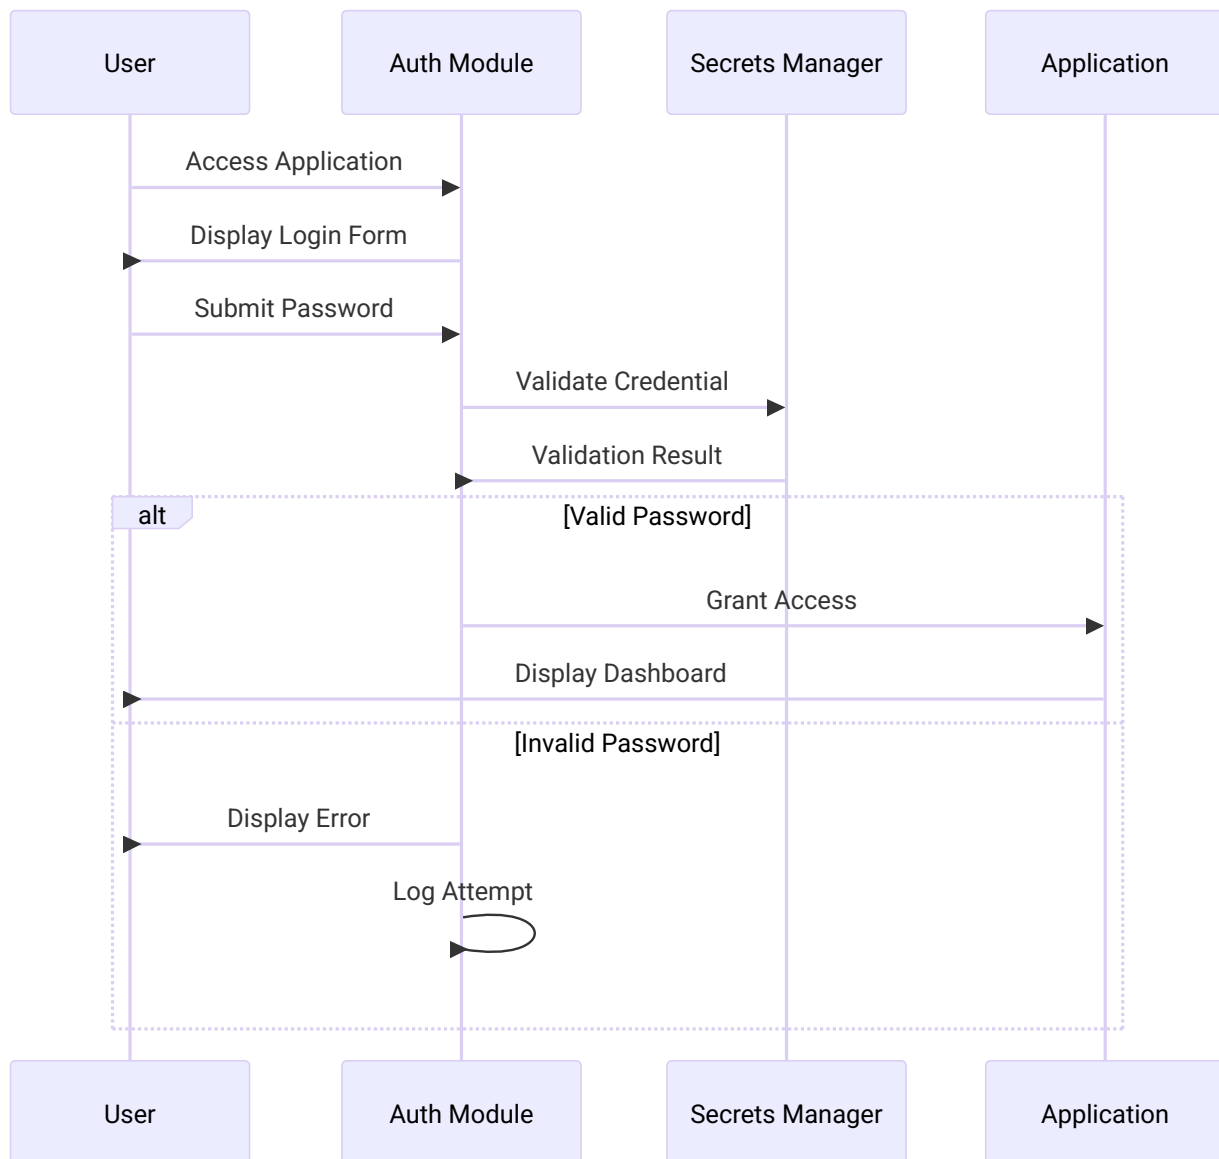 User
Auth Module
Secrets Manager
Application
Access Application
Display Login Form
Submit Password
Validate Credential
Validation Result
alt
[Valid Password]
Grant Access
Display Dashboard
[Invalid Password]
Display Error
Log Attempt
User
Auth Module
Secrets Manager
Application